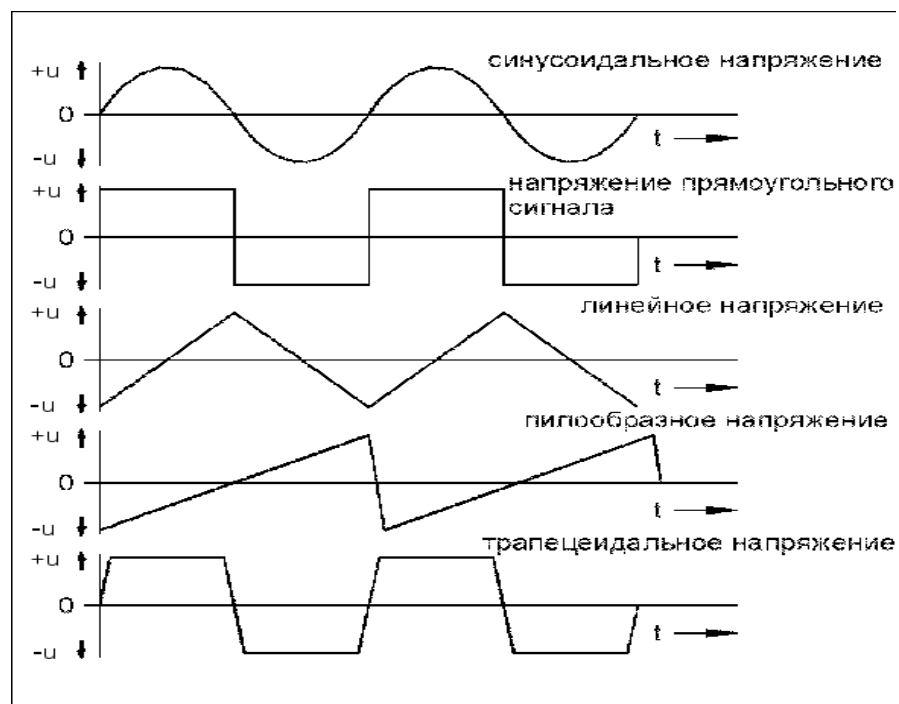 синусоидальное напряжение
+u
0
-u
t
напряжение прямоугольного
сигнала
+u
0
-u
t
линейное напряжение
+u
0
-u
t
пилообразное напряжение
+u
0
-u
t
трапецеидальное напряжение
+u
0
-u
t